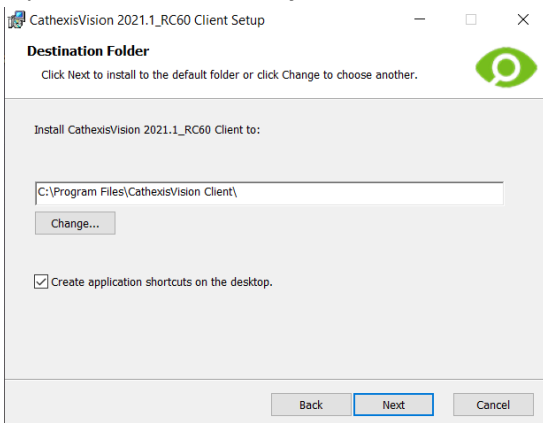 CathexisVision 2021.1_RC60 Client Setup
Destination Folder
Click Next to install to the default folder or click Change to choose another.
Install CathexisVision 2021.1_RC60 Client to:
C:\Program Files\CathexisVision Client\
Change...
Create application shortcuts on the desktop.
Back Next Cancel